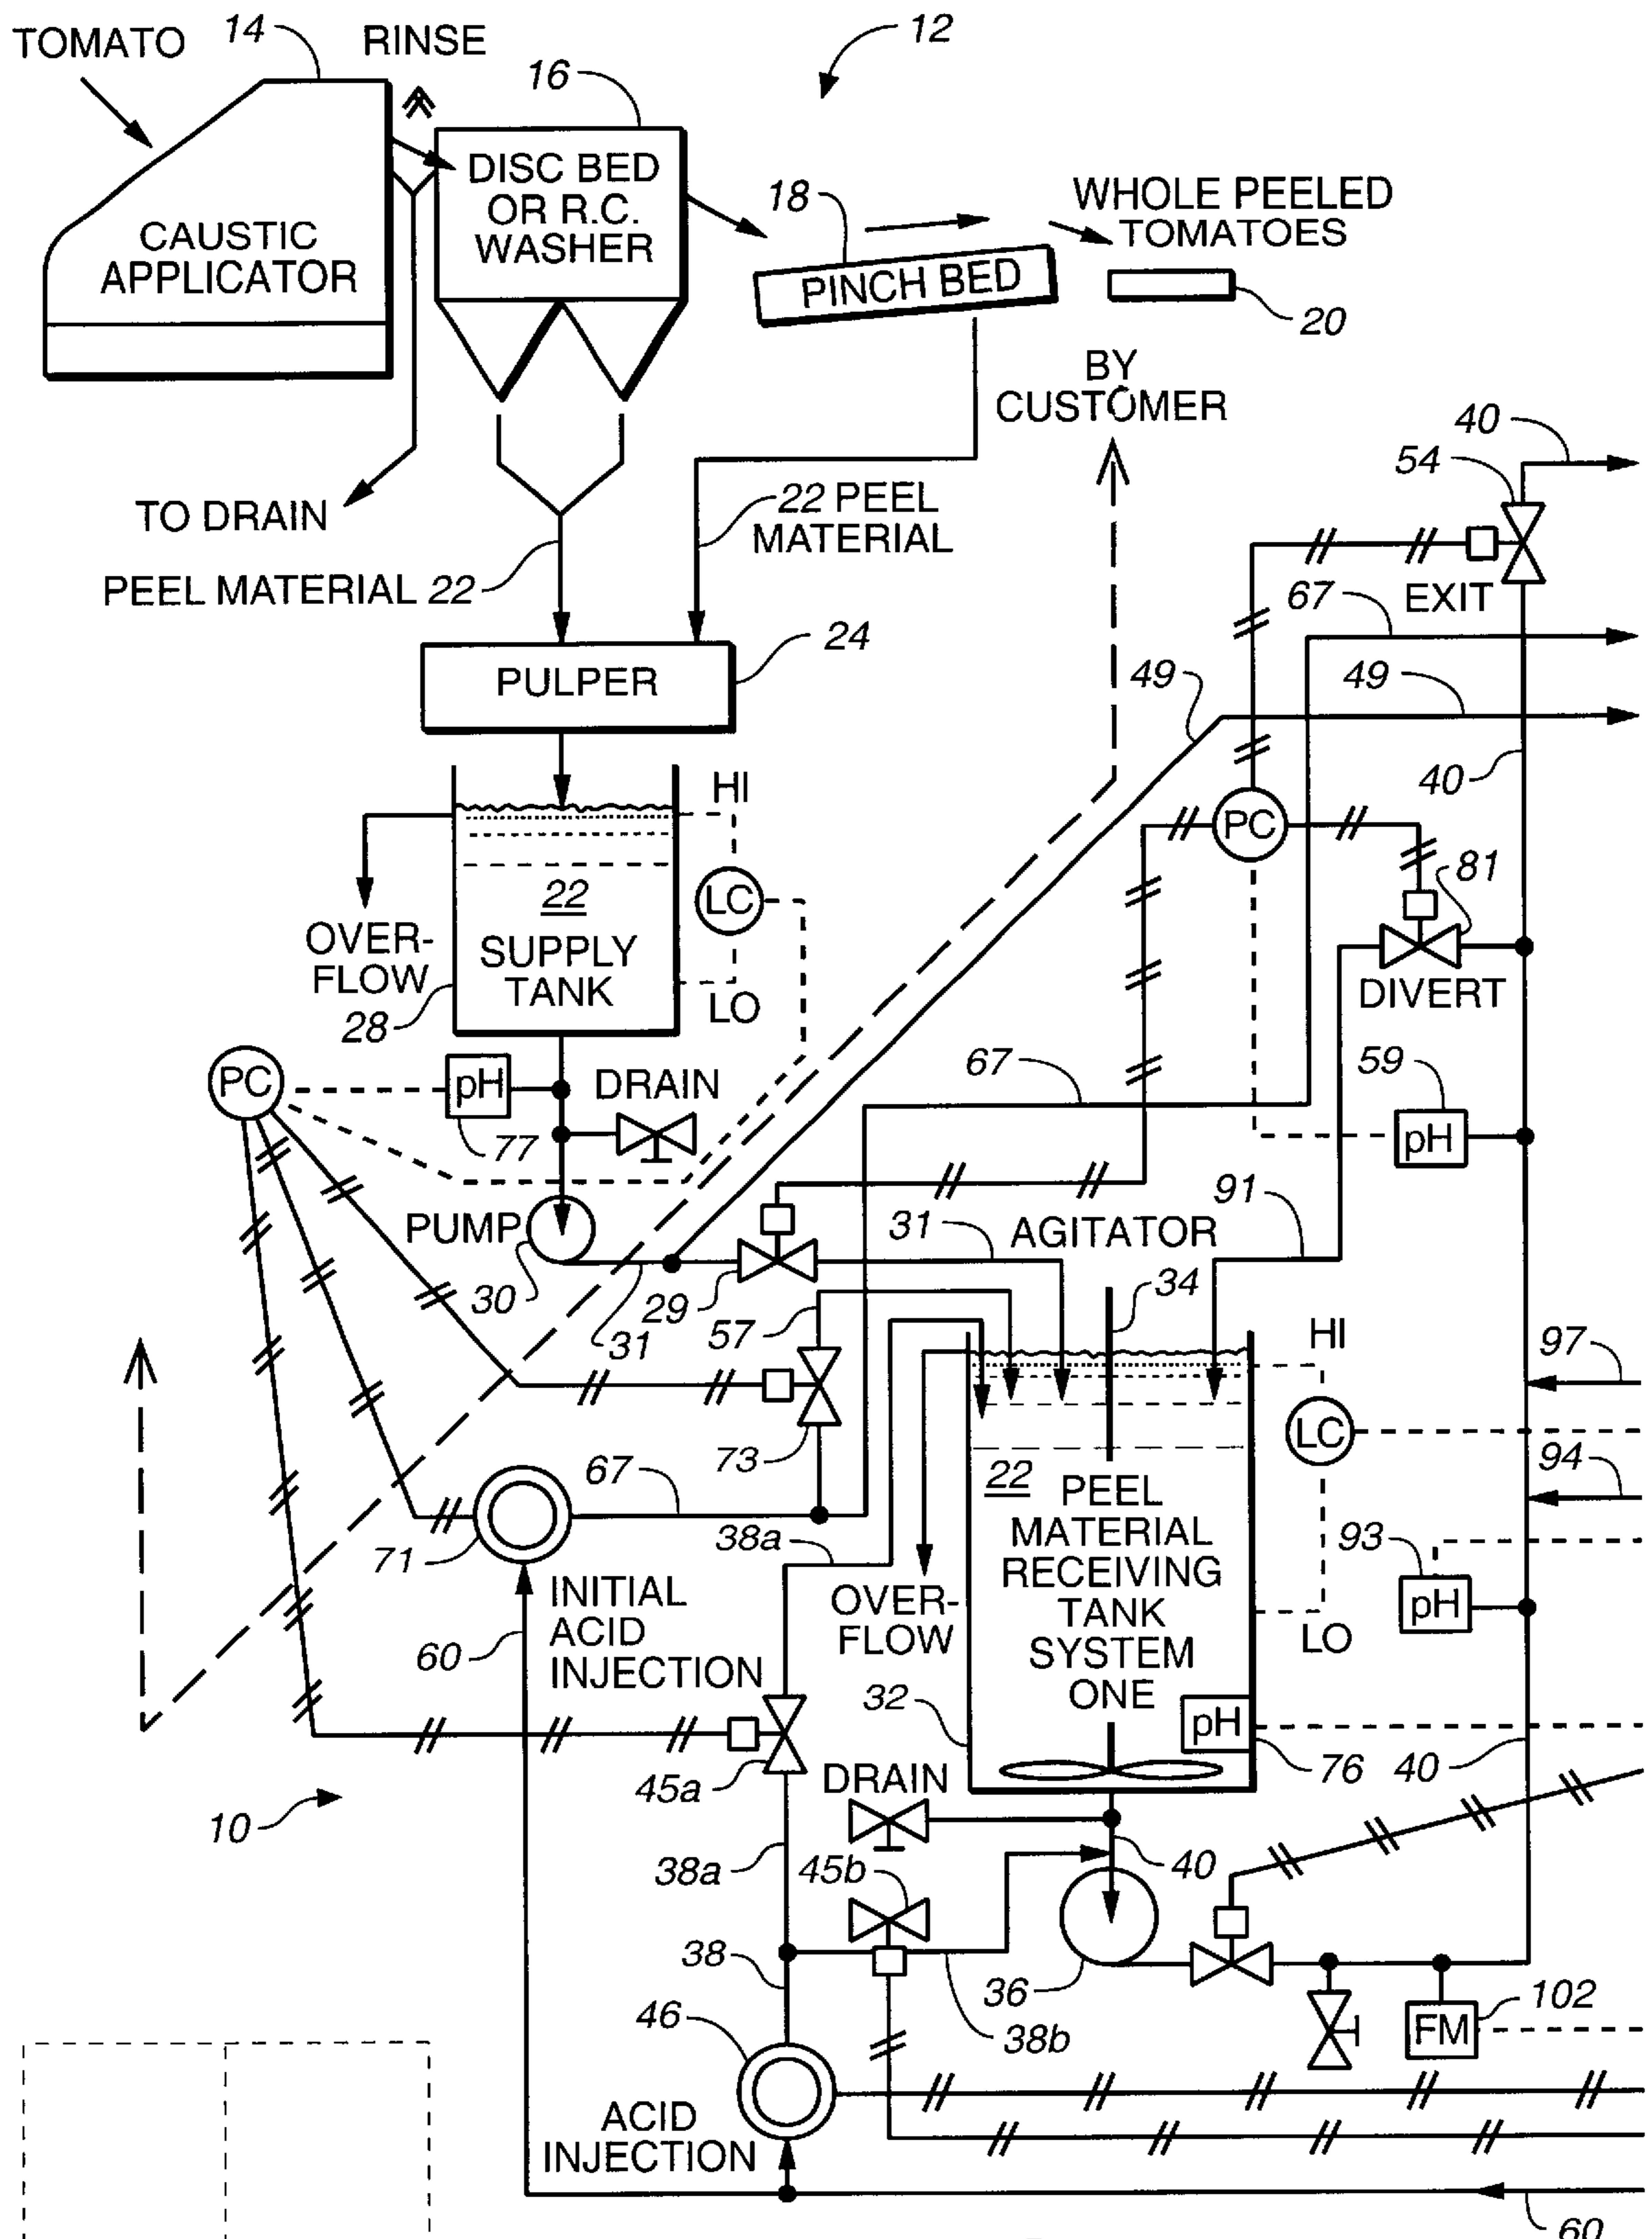 TOMATO
14
RINSE
16
12
DISC BED
OR R.C.
WASHER
CAUSTIC
APPLICATOR
18
PINCH BED
WHOLE PEELED
TOMATOES
20
BY
CUSTOMER
TO DRAIN
PEEL MATERIAL 22
22 PEEL
MATERIAL
40
54
EXIT
67
PULPER
24
49
49
40
HI
LC
22
SUPPLY
TANK
OVER-
FLOW
28
LO
PC
81
DIVERT
PC
pH
77
DRAIN
67
59
pH
PUMP
30
31
29
31
AGITATOR
91
34
57
73
HI
LC
LO
97
94
93
pH
67
71
38a
INITIAL
ACID
INJECTION
60
OVER-
FLOW
22
PEEL
MATERIAL
RECEIVING
TANK
SYSTEM
ONE
32
pH
76
40
45a
DRAIN
10
38a
45b
40
38
36
38b
102
FM
46
ACID
INJECTION
60